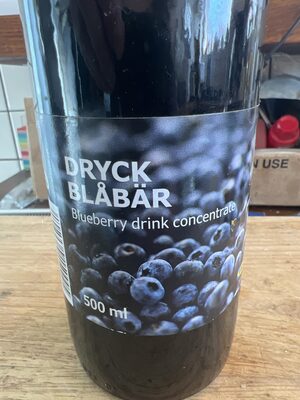 DRYCK
BLÅBÄR
Blueberry drink concentrate
500 ml
N USE